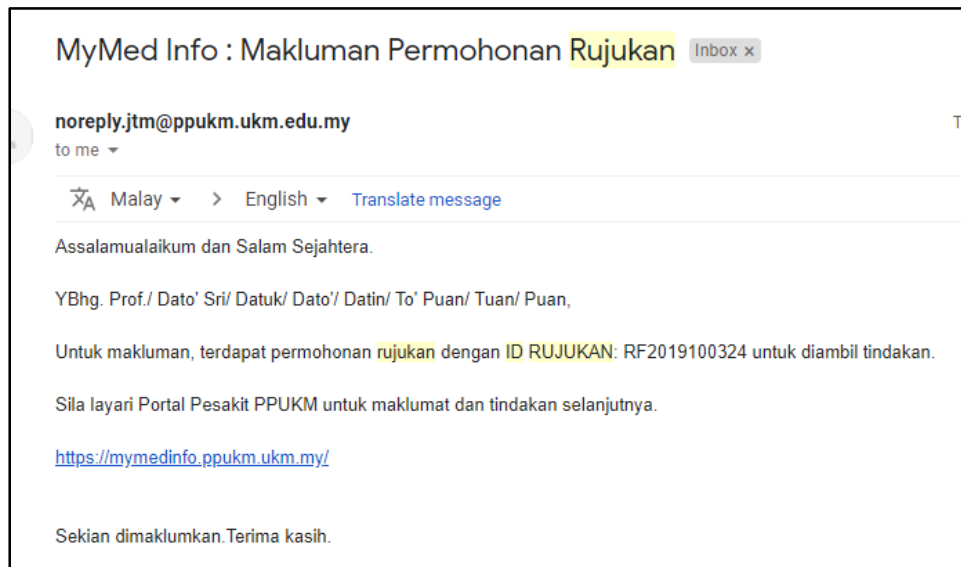 MyMed Info : Makluman Permohonan Rujukan Inbox x
noreply.jtm@ppukm.ukm.edu.my
T
to me
Malay > English Translate message
Assalamualaikum dan Salam Sejahtera.
YBhg. Prof./ Dato' Sri/ Datuk/ Dato'/ Datin/ To' Puan/ Tuan/ Puan,
Untuk makluman, terdapat permohonan rujukan dengan ID RUJUKAN: RF2019100324 untuk diambil tindakan.
Sila layari Portal Pesakit PPUKM untuk maklumat dan tindakan selanjutnya.
https://mymedinfo.ppukm.ukm.my/
Sekian dimaklumkan.Terima kasih.